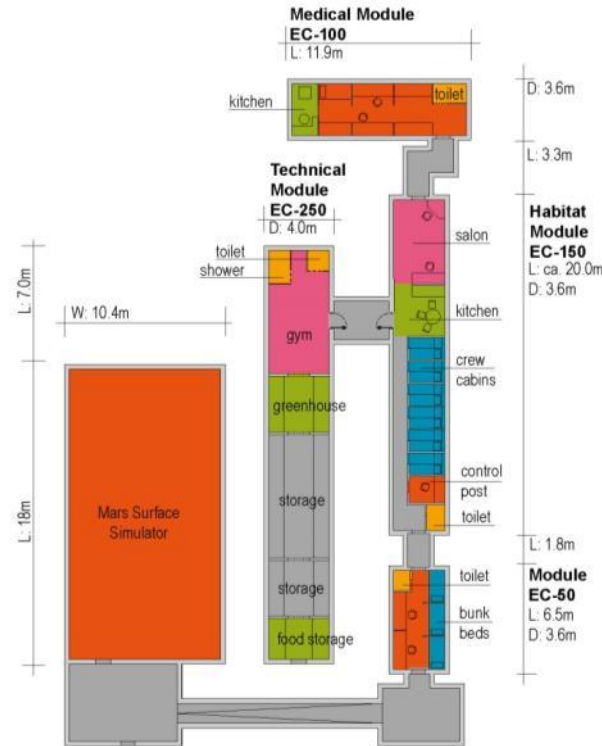 Medical Module
EC-100
L: 11.9m
kitchen
toilet
D: 3.6m
L: 3.3m
Technical
Module
EC-250
D: 4.0m
toilet
shower
salon
Habitat
Module
EC-150
L: ca. 20.0m
D: 3.6m
kitchen
L: 7.0m
W: 10.4m
gym
crew
cabins
greenhouse
control
post
storage
Mars Surface
Simulator
L: 18m
toilet
L: 1.8m
storage
toilet
Module
EC-50
L: 6.5m
D: 3.6m
bunk
beds
food storage